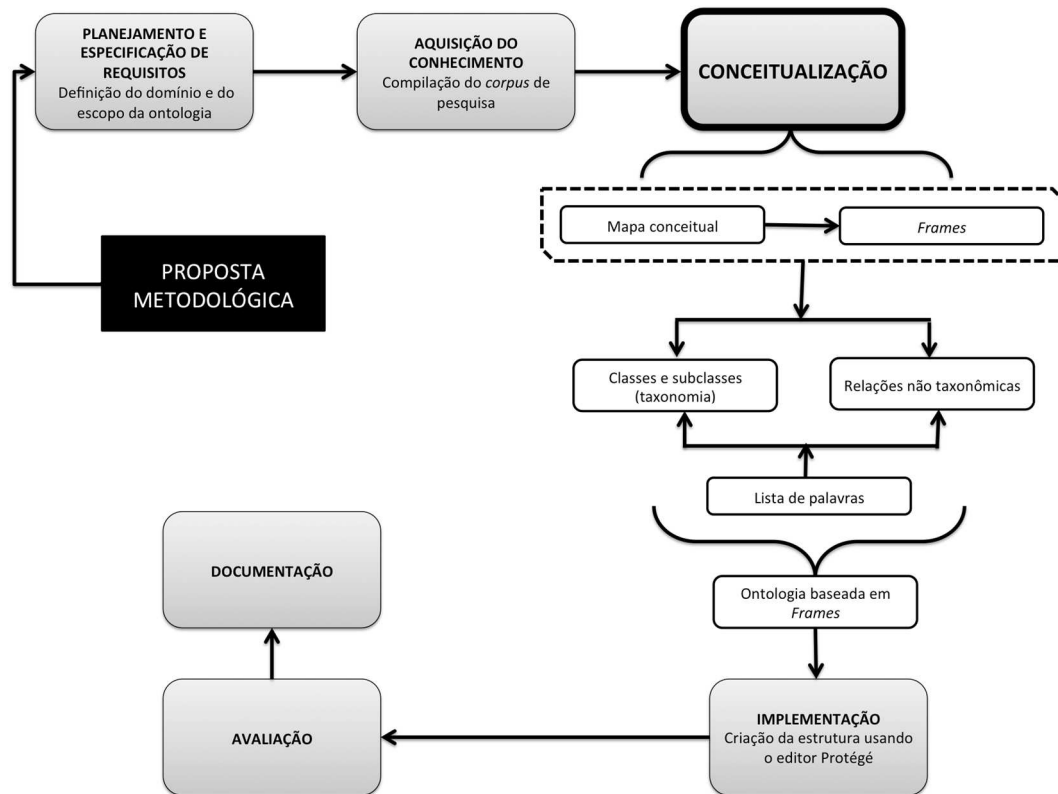 PLANEJAMENTO E
ESPECIFICAÇÃO DE
REQUISITOS
Definição do domínio e do
escopo da ontologia
AQUISIÇÃO DO
CONHECIMENTO
Compilação do corpus de
pesquisa
CONCEITUALIZAÇÃO
Mapa conceitual
Frames
PROPOSTA
METODOLÓGICA
Classes e subclasses
(taxonomia)
Relações não taxonômicas
Lista de palavras
Ontologia baseada em
Frames
IMPLEMENTAÇÃO
Criação da estrutura usando
o editor Protégé
AVALIAÇÃO
DOCUMENTAÇÃO